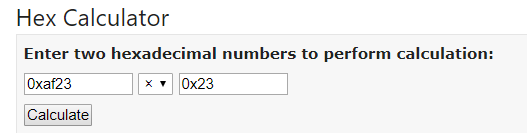 Hex Calculator
Enter two hexadecimal numbers to perform calculation:
0xaf23 × ▼ 0x23
Calculate